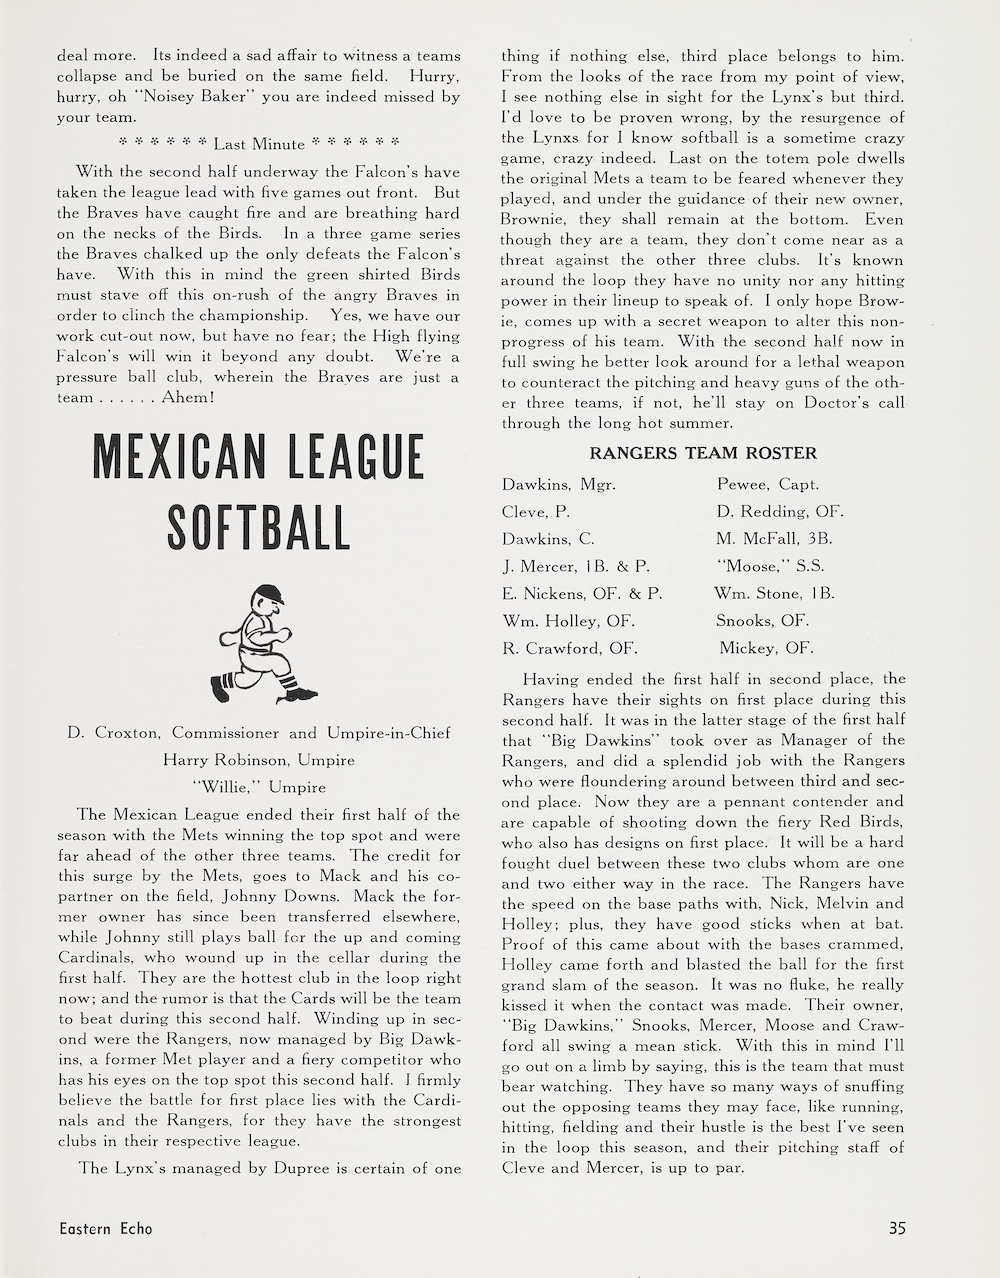 deal more. Its indeed a sad affair to witness a teams
collapse and be buried on the same field. Hurry,
hurry, oh "Noisey Baker" you are indeed missed by
your team.
* * * * * * Last Minute * * * * * *
With the second half underway the Falcon's have
taken the league lead with five games out front. But
the Braves have caught fire and are breathing hard
on the necks of the Birds. In a three game series
the Braves chalked up the only defeats the Falcon's
have. With this in mind the green shirted Birds
must stave off this on-rush of the angry Braves in
order to clinch the championship. Yes, we have our
work cut-out now, but have no fear; the High flying
Falcon's will win it beyond any doubt. We're a
pressure ball club, wherein the Braves are just a
team . . . . . . Ahem!
MEXICAN LEAGUE
SOFTBALL
D. Croxton, Commissioner and Umpire-in-Chief
Harry Robinson, Umpire
"Willie," Umpire
The Mexican League ended their first half of the
season with the Mets winning the top spot and were
far ahead of the other three teams. The credit for
this surge by the Mets, goes to Mack and his co-
partner on the field, Johnny Downs. Mack the for-
mer owner has since been transferred elsewhere,
while Johnny still plays ball for the up and coming
Cardinals, who wound up in the cellar during the
first half. They are the hottest club in the loop right
now; and the rumor is that the Cards will be the team
to beat during this second half. Winding up in sec-
ond were the Rangers, now managed by Big Dawk-
ins, a former Met player and a fiery competitor who
has his eyes on the top spot this second half. I firmly
believe the battle for first place lies with the Cardi-
nals and the Rangers, for they have the strongest
clubs in their respective league.
The Lynx's managed by Dupree is certain of one
thing if nothing else, third place belongs to him.
From the looks of the race from my point of view,
I see nothing else in sight for the Lynx's but third.
I'd love to be proven wrong, by the resurgence of
the Lynxs for I know softball is a sometime crazy
game, crazy indeed. Last on the totem pole dwells
the original Mets a team to be feared whenever they
played, and under the guidance of their new owner,
Brownie, they shall remain at the bottom. Even
though they are a team, they don't come near as a
threat against the other three clubs. It's known
around the loop they have no unity nor any hitting
power in their lineup to speak of. I only hope Brow-
ie, comes up with a secret weapon to alter this non-
progress of his team. With the second half now in
full swing he better look around for a lethal weapon
to counteract the pitching and heavy guns of the oth-
er three teams, if not, he'll stay on Doctor's call
through the long hot summer.
RANGERS TEAM ROSTER
Dawkins, Mgr. Pewee, Capt.
Cleve, P. D. Redding, OF.
Dawkins, C. M. McFall, 3B.
J. Mercer, 1B. & P. "Moose," S.S.
E. Nickens, OF. & P. Wm. Stone, 1B.
Wm. Holley, OF. Snooks, OF.
R. Crawford, OF. Mickey, OF.
Having ended the first half in second place, the
Rangers have their sights on first place during this
second half. It was in the latter stage of the first half
that "Big Dawkins" took over as Manager of the
Rangers, and did a splendid job with the Rangers
who were floundering around between third and sec-
ond place. Now they are a pennant contender and
are capable of shooting down the fiery Red Birds,
who also has designs on first place. It will be a hard
fought duel between these two clubs whom are one
and two either way in the race. The Rangers have
the speed on the base paths with, Nick, Melvin and
Holley; plus, they have good sticks when at bat.
Proof of this came about with the bases crammed,
Holley came forth and blasted the ball for the first
grand slam of the season. It was no fluke, he really
kissed it when the contact was made. Their owner,
"Big Dawkins," Snooks, Mercer, Moose and Craw-
ford all swing a mean stick. With this in mind I'll
go out on a limb by saying, this is the team that must
bear watching. They have so many ways of snuffing
out the opposing teams they may face, like running,
hitting, fielding and their hustle is the best I've seen
in the loop this season, and their pitching staff of
Cleve and Mercer, is up to par.
Eastern Echo 35